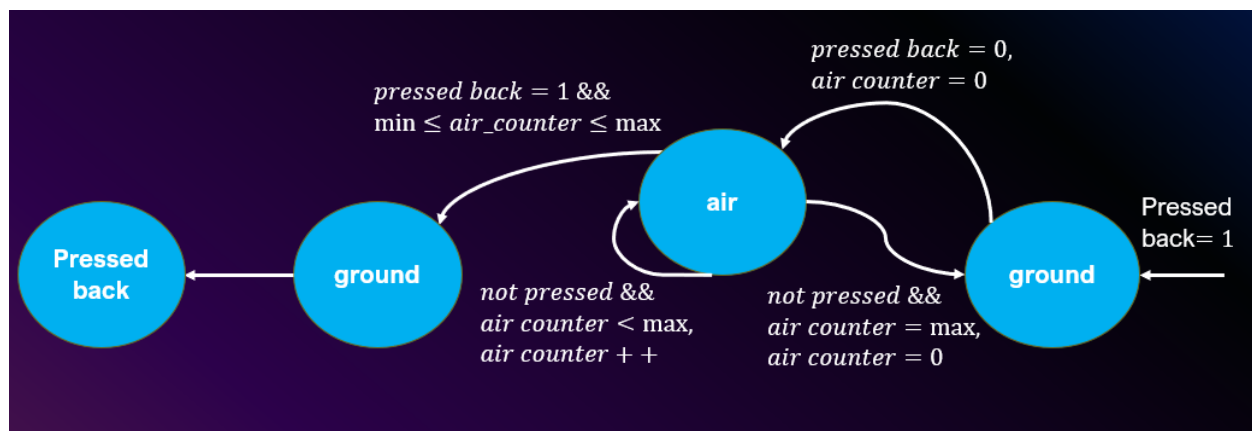 pressed back = 0,
air counter = 0
pressed back = 1 &&
min ≤ air_counter ≤ max
air
Pressed
back= 1
Pressed
back
ground
ground
not pressed &&
air counter < max,
air counter + +
not pressed &&
air counter = max,
air counter = 0